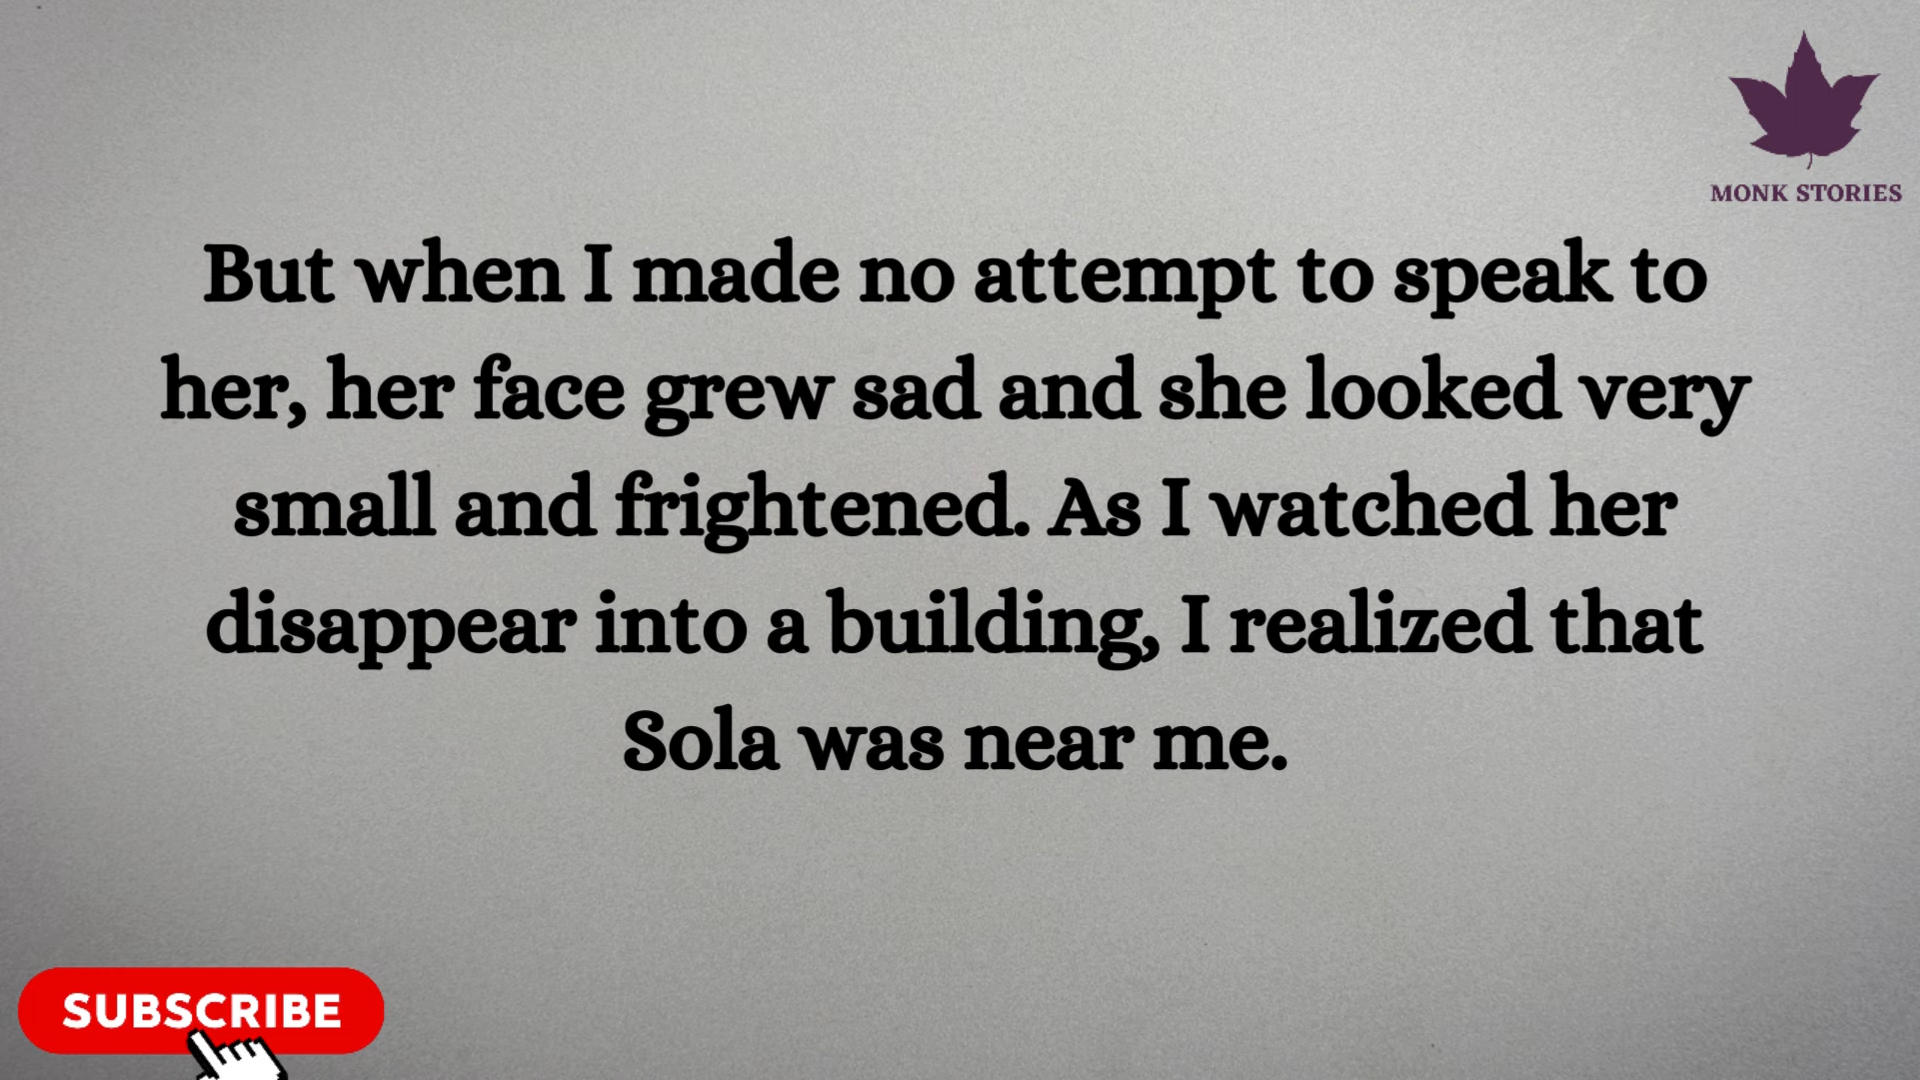 MONK STORIES
But when I made no attempt to speak to
her, her face grew sad and she looked very
small and frightened. As I watched her
disappear into a building, I realized that
Sola was near me.
SUBSCRIBE